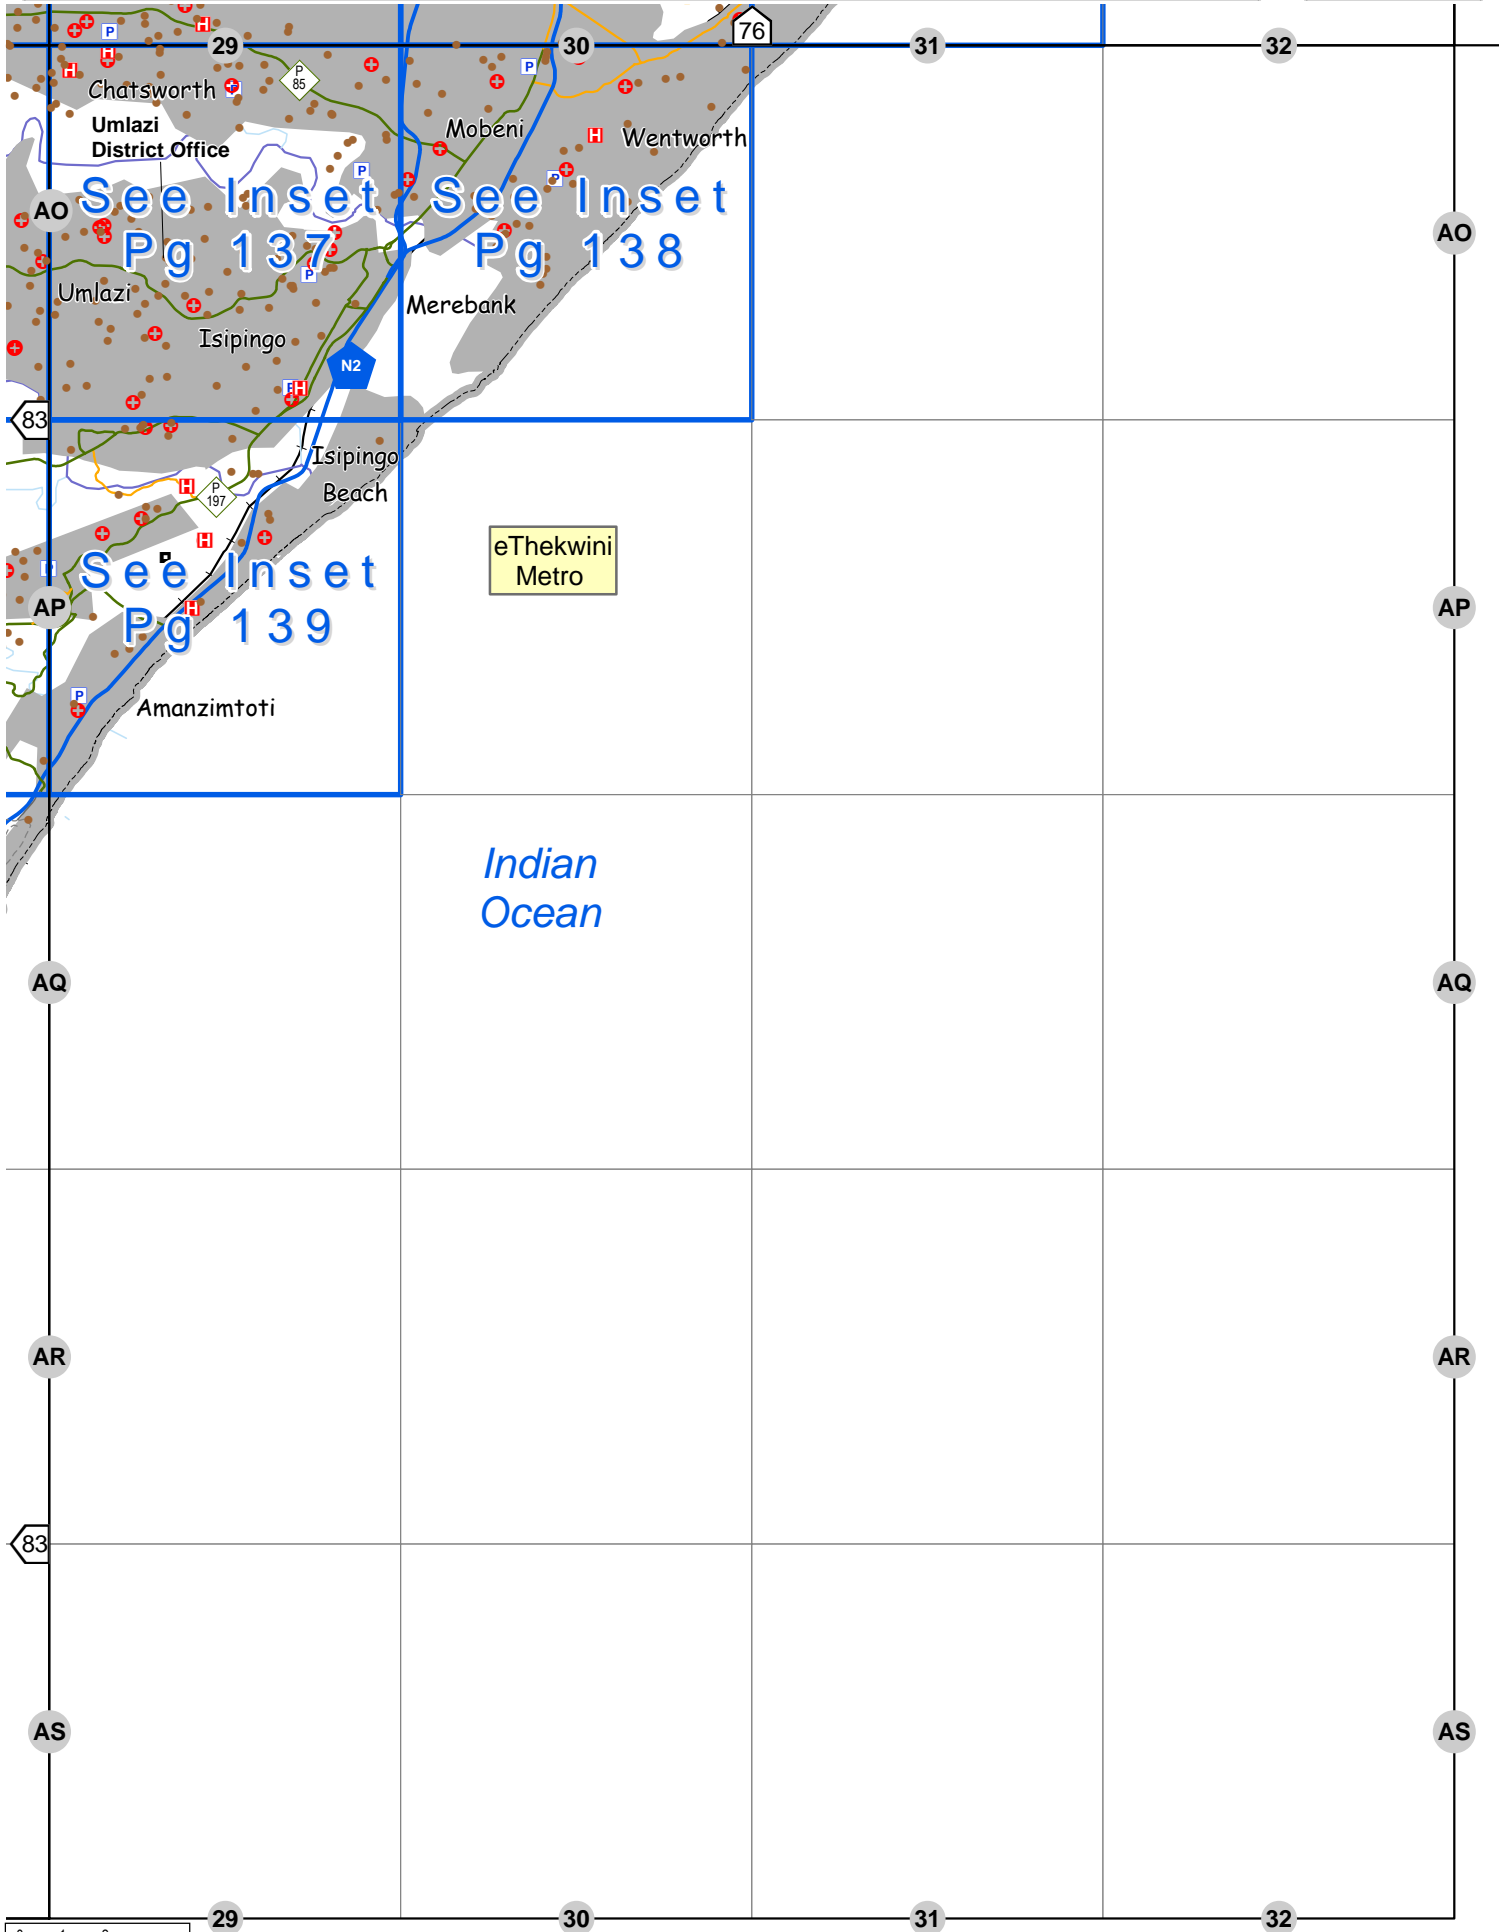 76
29
30
31
32
P
H
H
H
P
85
P
Chatsworth
P
Mobeni
H
Wentworth
Umlazi
District Office
P
P
See Inset
Pg 137
See Inset
Pg 138
AO
AO
P
Umlazi
Merebank
Isipingo
N2
P
H
83
Isipingo
Beach
H
P
197
H
eThekwini
Metro
P
See Inset
Pg 139
AP
H
AP
P
Amanzimtoti
Indian
Ocean
AQ
AQ
AR
AR
83
AS
AS
29
30
31
32